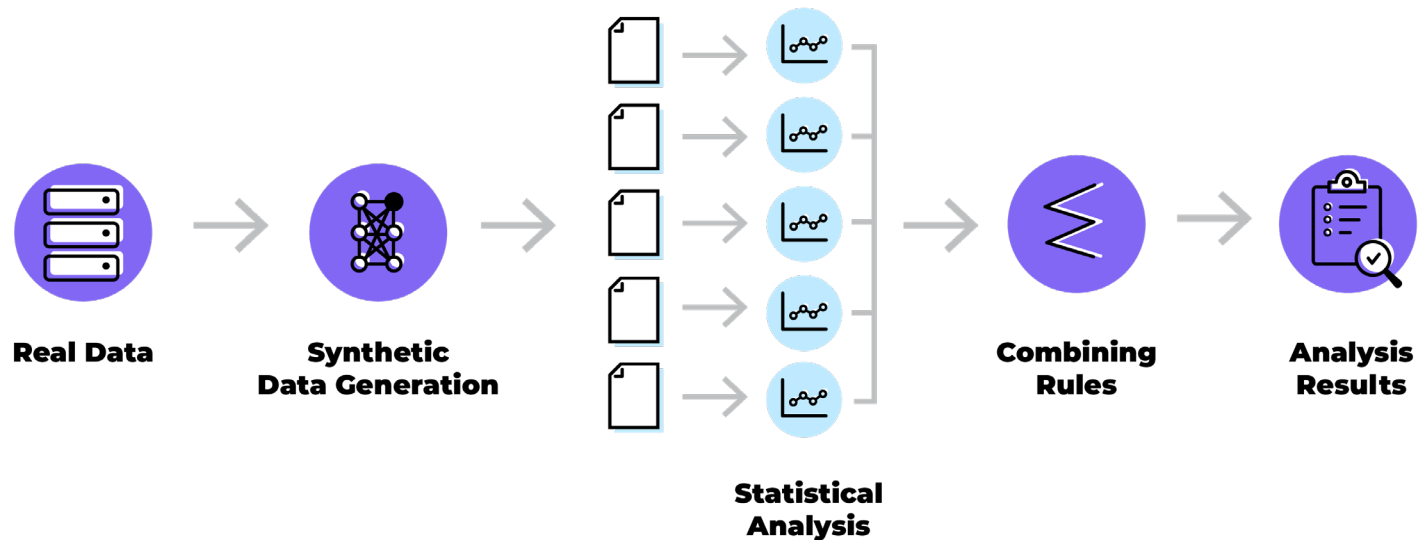 Real Data
Synthetic
Data Generation
Statistical
Analysis
Combining
Rules
Analysis
Results